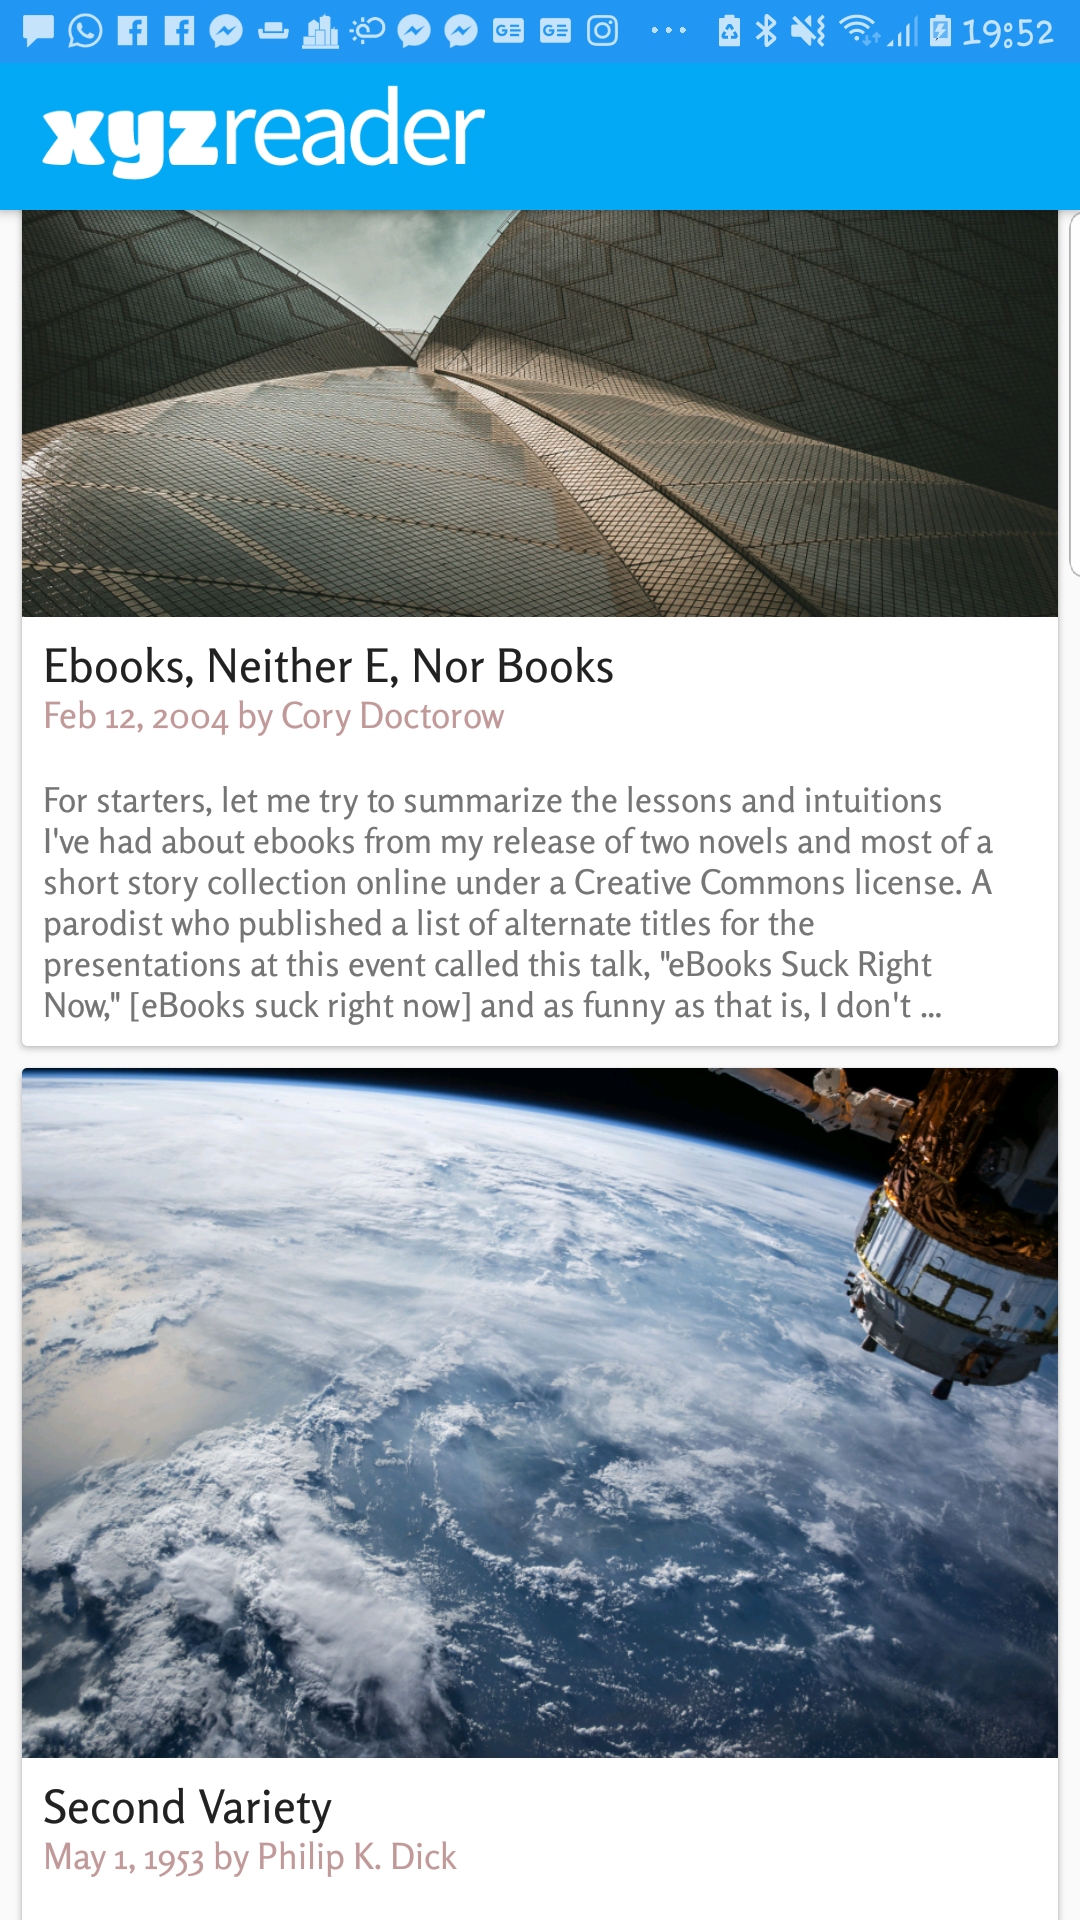 19:52
xyzreader
Ebooks, Neither E, Nor Books
Feb 12, 2004 by Cory Doctorow
For starters, let me try to summarize the lessons and intuitions
I've had about ebooks from my release of two novels and most of a
short story collection online under a Creative Commons license. A
parodist who published a list of alternate titles for the
presentations at this event called this talk, "eBooks Suck Right
Now," [eBooks suck right now] and as funny as that is, I don't ...
Second Variety
May 1, 1953 by Philip K. Dick